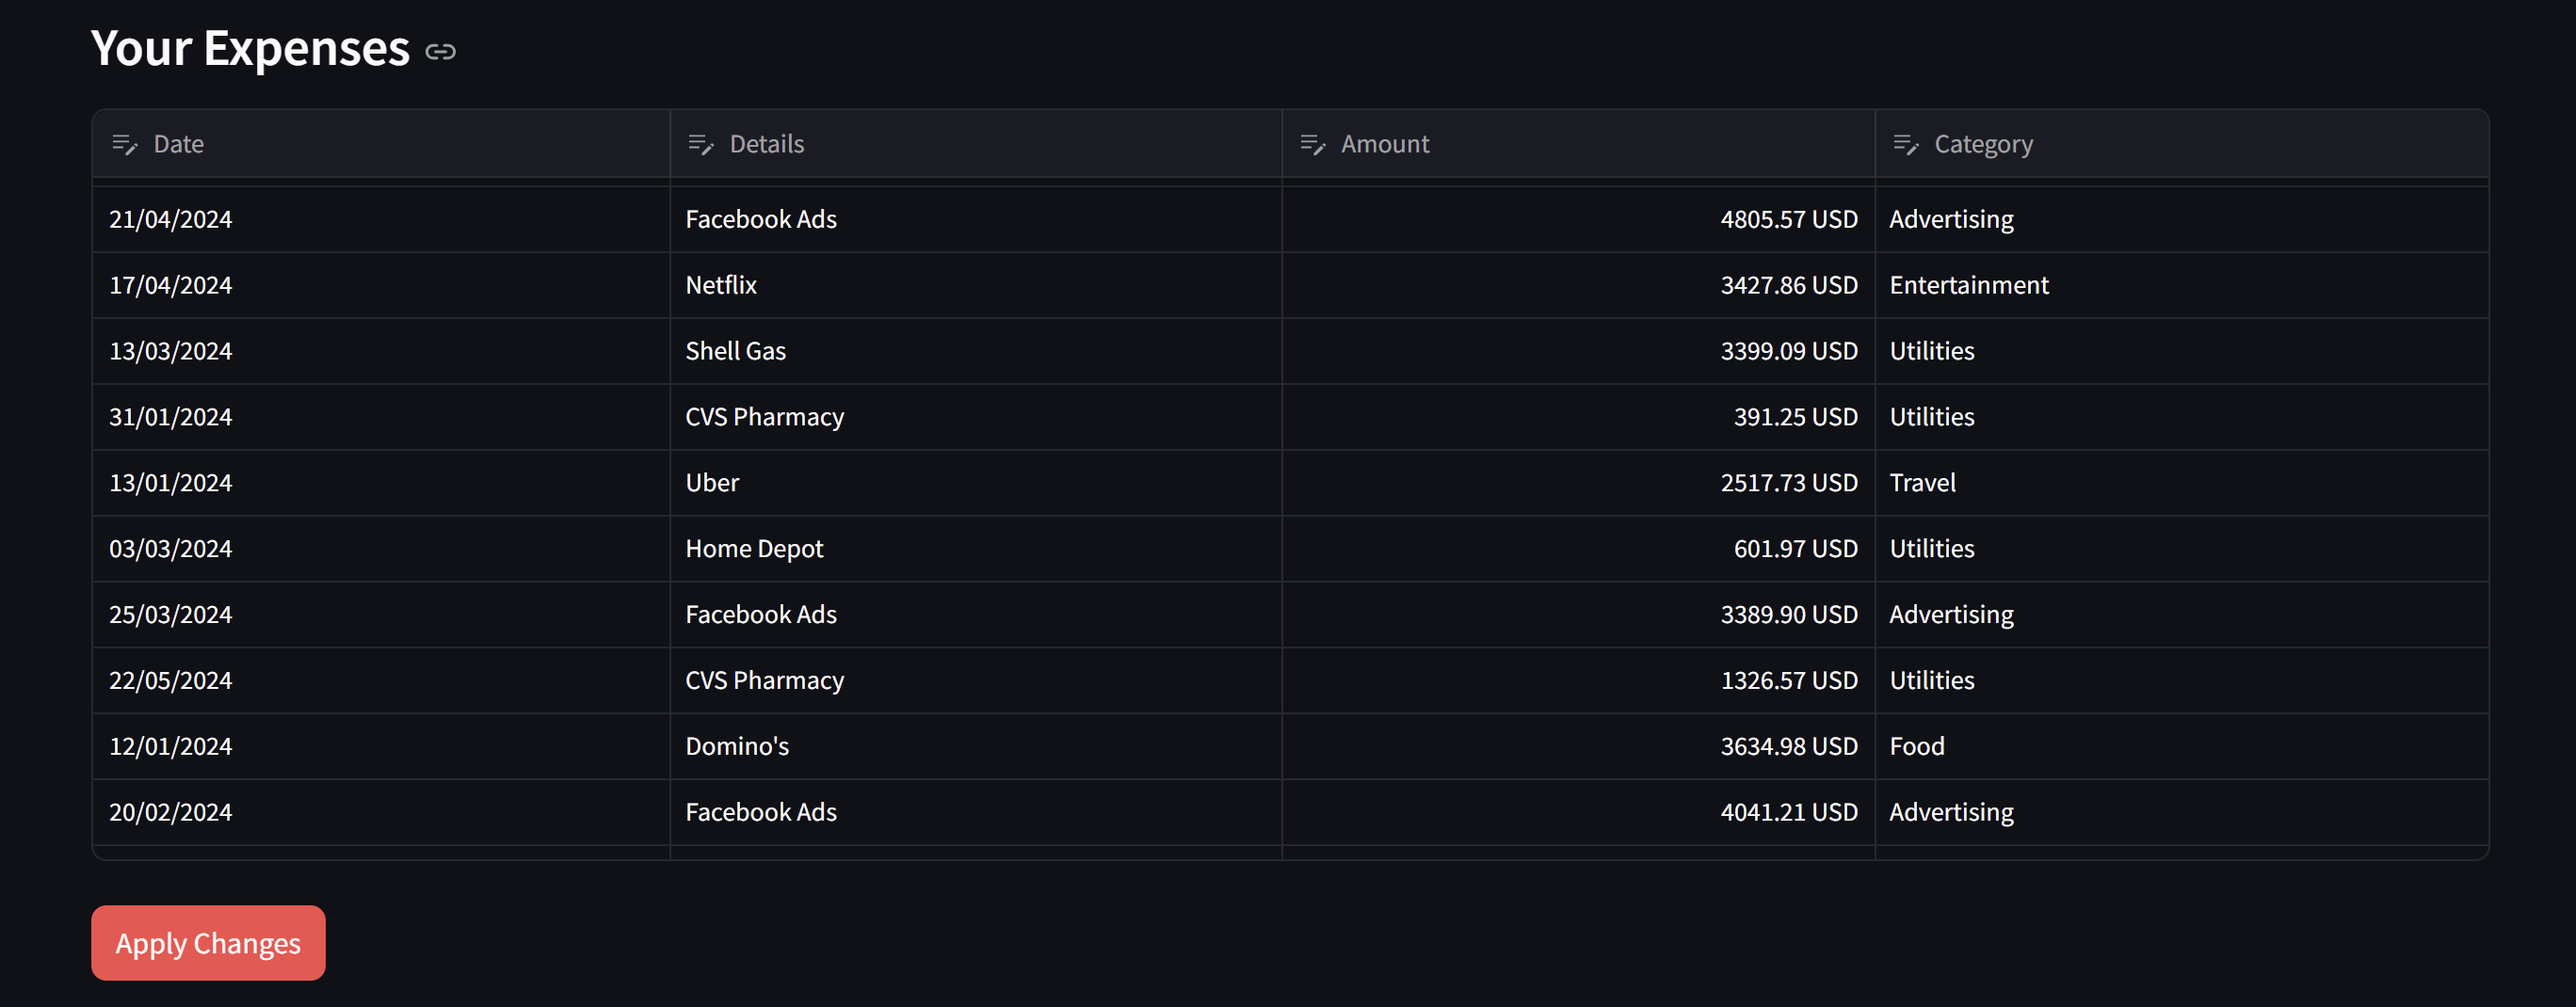 Your Expenses
Date Details Amount Category
21/04/2024 Facebook Ads 4805.57 USD Advertising
17/04/2024 Netflix 3427.86 USD Entertainment
13/03/2024 Shell Gas 3399.09 USD Utilities
31/01/2024 CVS Pharmacy 391.25 USD Utilities
13/01/2024 Uber 2517.73 USD Travel
03/03/2024 Home Depot 601.97 USD Utilities
25/03/2024 Facebook Ads 3389.90 USD Advertising
22/05/2024 CVS Pharmacy 1326.57 USD Utilities
12/01/2024 Domino's 3634.98 USD Food
20/02/2024 Facebook Ads 4041.21 USD Advertising
Apply Changes